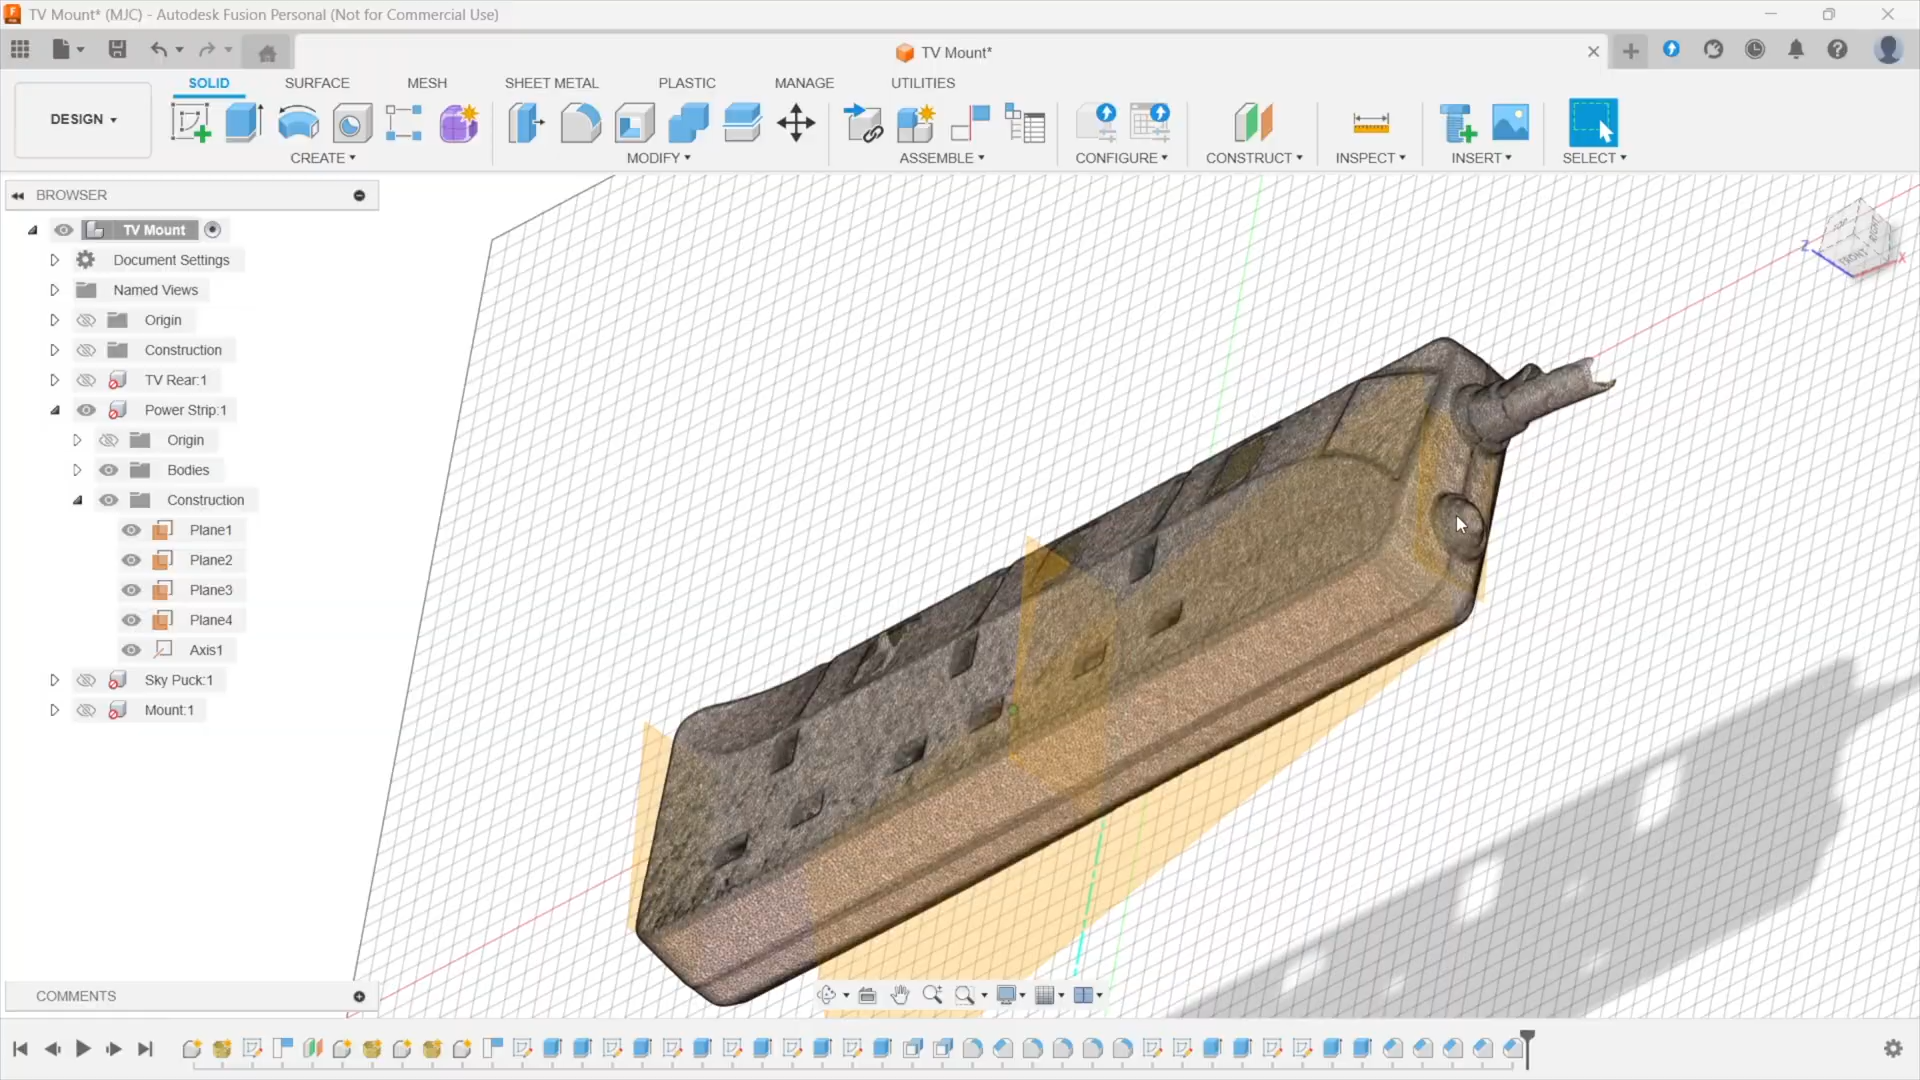 TV Mount* (MJC) - Autodesk Fusion Personal (Not for Commercial Use)
TV Mount*
SOLID SURFACE MESH SHEET METAL PLASTIC MANAGE UTILITIES
DESIGN
CREATE MODIFY ASSEMBLE CONFIGURE CONSTRUCT INSPECT INSERT SELECT
BROWSER
TV Mount
Document Settings
Named Views
Origin
Construction
TV Rear:1
Power Strip:1
Origin
Bodies
Construction
Plane1
Plane2
Plane3
Plane4
Axis1
Sky Puck:1
Mount:1
Z
X
FRONT
RIGHT
COMMENTS